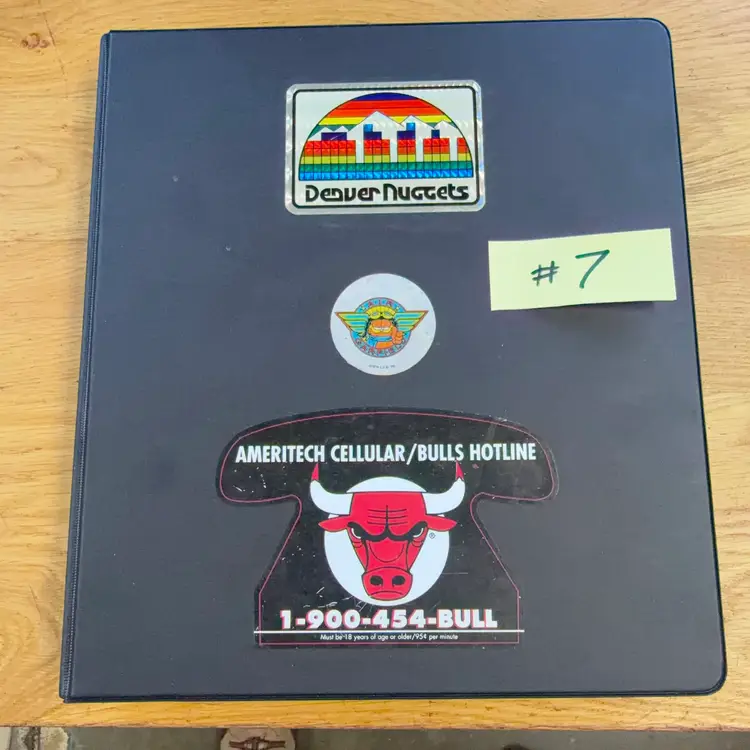 Denver Nuggets
#7
AMERITECH CELLULAR/BULLS HOTLINE
®
1-900-454-BULL
Must be 18 years of age or older/95¢ per minute